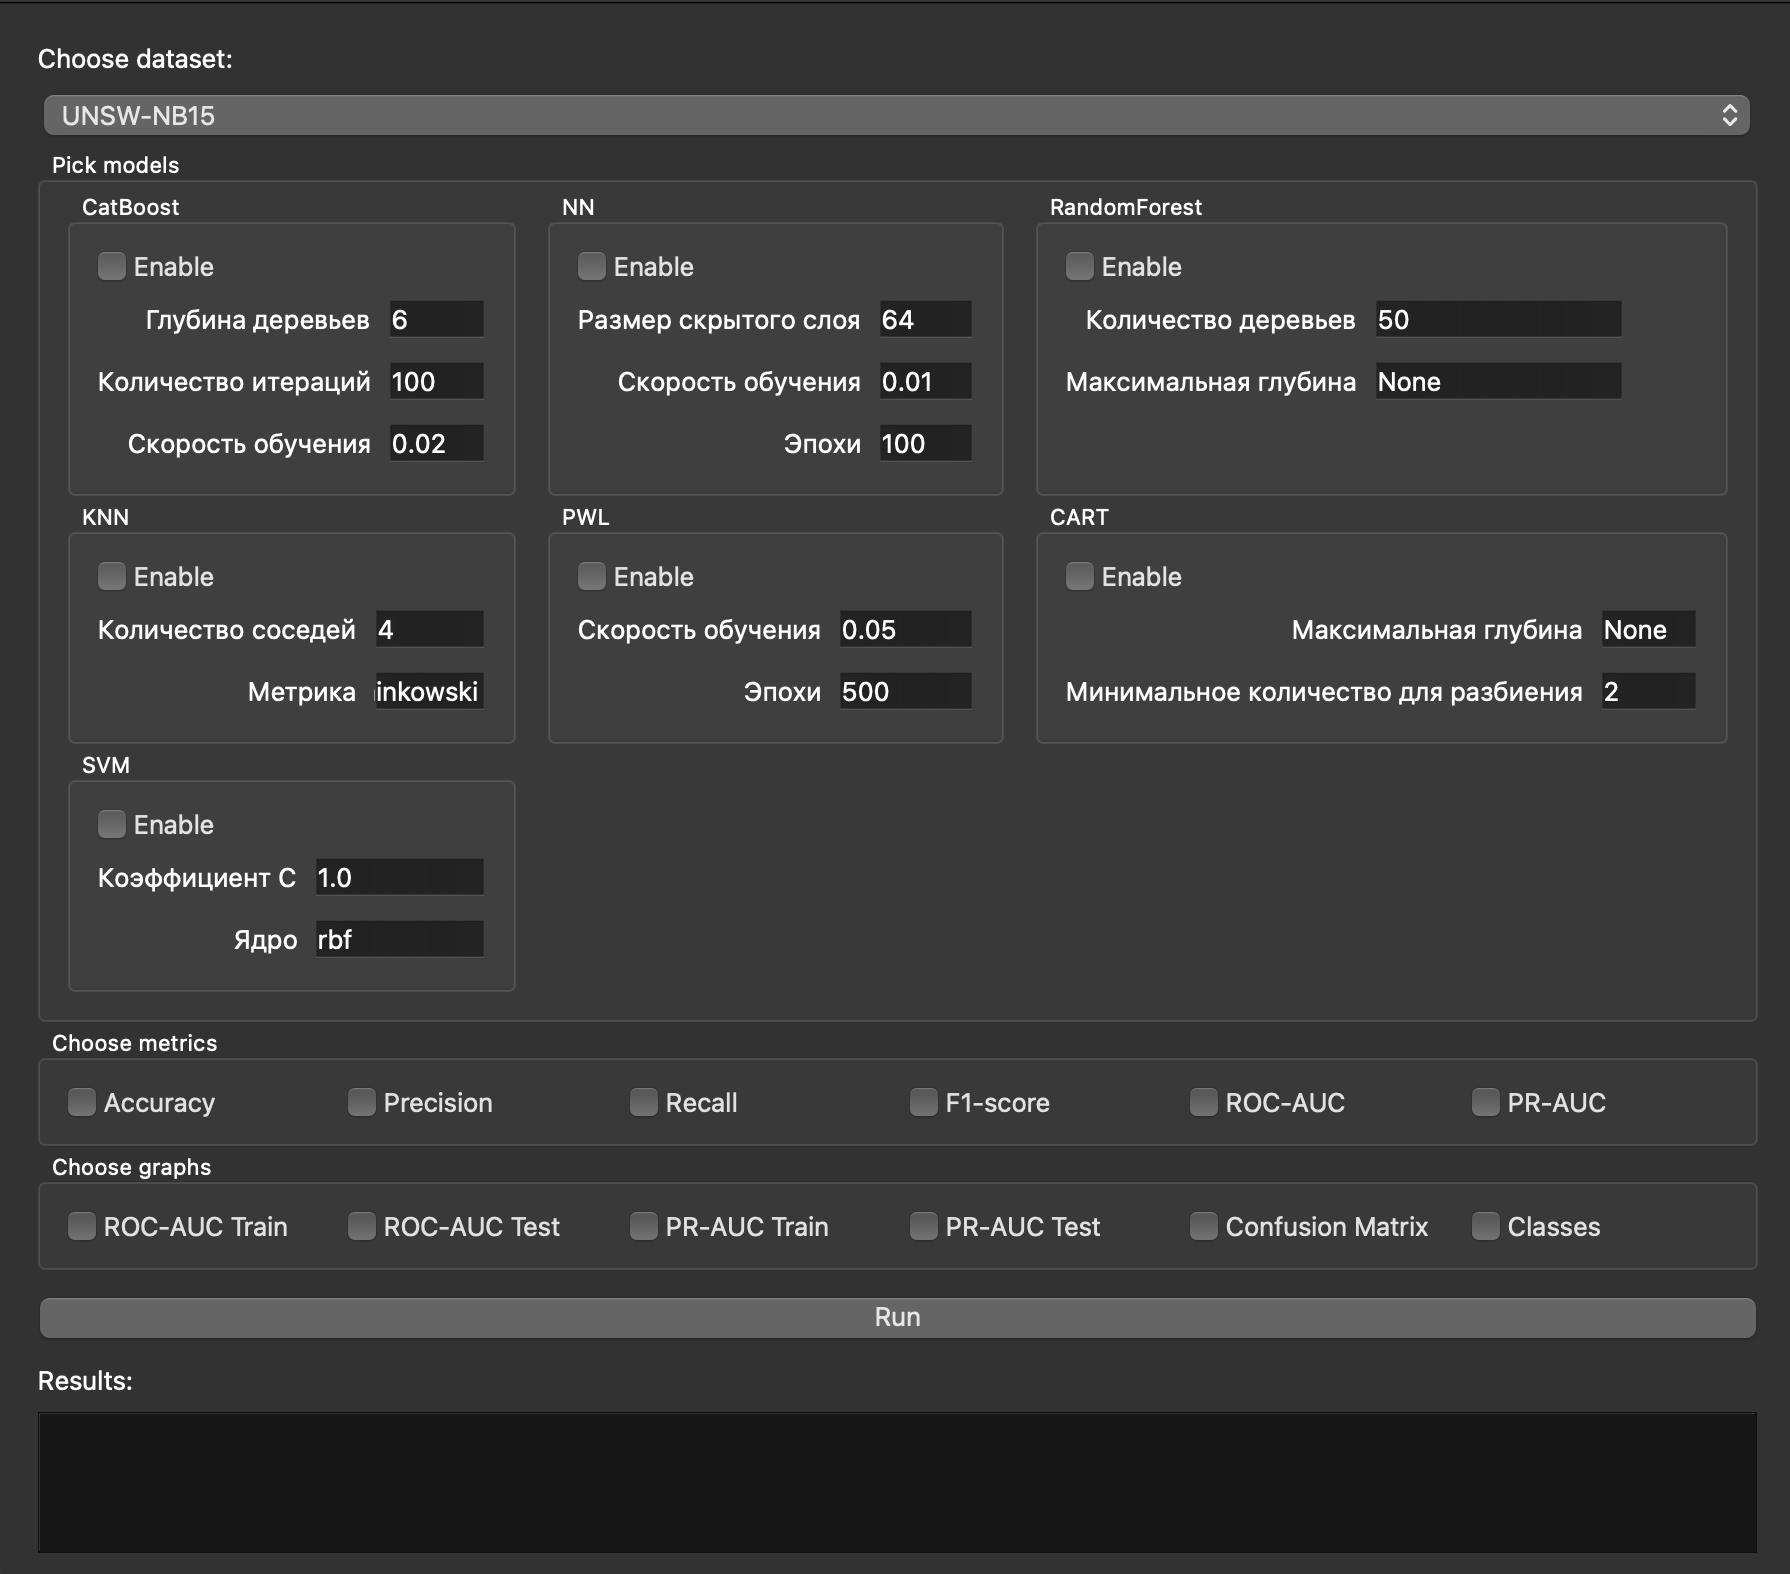 Choose dataset:
UNSW-NB15
Pick models
CatBoost
Enable
Глубина деревьев 6
Количество итераций 100
Скорость обучения 0.02
NN
Enable
Размер скрытого слоя 64
Скорость обучения 0.01
Эпохи 100
RandomForest
Enable
Количество деревьев 50
Максимальная глубина None
KNN
Enable
Количество соседей 4
Метрика inkowski
PWL
Enable
Скорость обучения 0.05
Эпохи 500
CART
Enable
Максимальная глубина None
Минимальное количество для разбиения 2
SVM
Enable
Коэффициент C 1.0
Ядро rbf
Choose metrics
Accuracy Precision Recall F1-score ROC-AUC PR-AUC
Choose graphs
ROC-AUC Train ROC-AUC Test PR-AUC Train PR-AUC Test Confusion Matrix Classes
Run
Results: